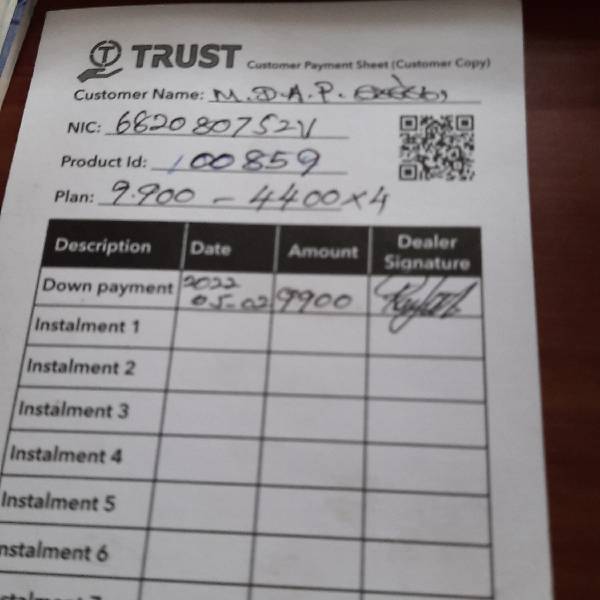 TRUST Customer Payment Sheet (Customer Copy)
Customer Name: M.D.A.P.
NIC: 682080752V
Product Id: 100859
Plan: 9.900 - 4400x4
Description Date Amount Dealer Signature
Down payment 2022 05-02 9900
Instalment 1
Instalment 2
Instalment 3
Instalment 4
Instalment 5
nstalment 6